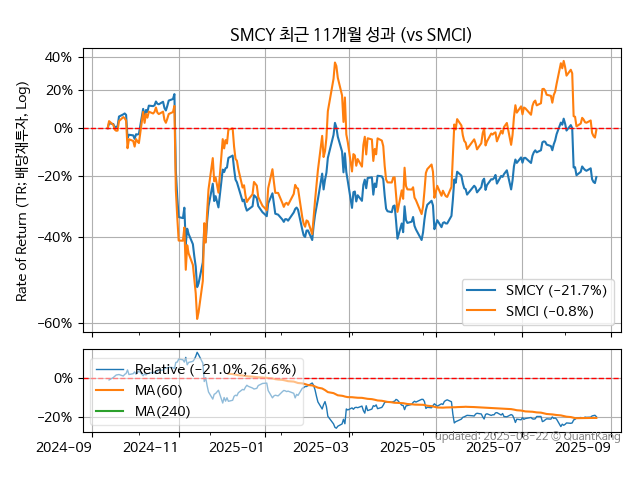 SMCY 최근 11개월 성과 (vs SMCI)
Rate of Return (TR: 배당재투자, Log)
40%
20%
0%
−20%
−40%
−60%
SMCY (−21.7%)
SMCI (−0.8%)
0%
−20%
Relative (−21.0%, 26.6%)
MA(60)
MA(240)
2024-09
2024-11
2025-01
2025-03
2025-05
2025-07
2025-09
updated: 2025-08-22 © QuantKang